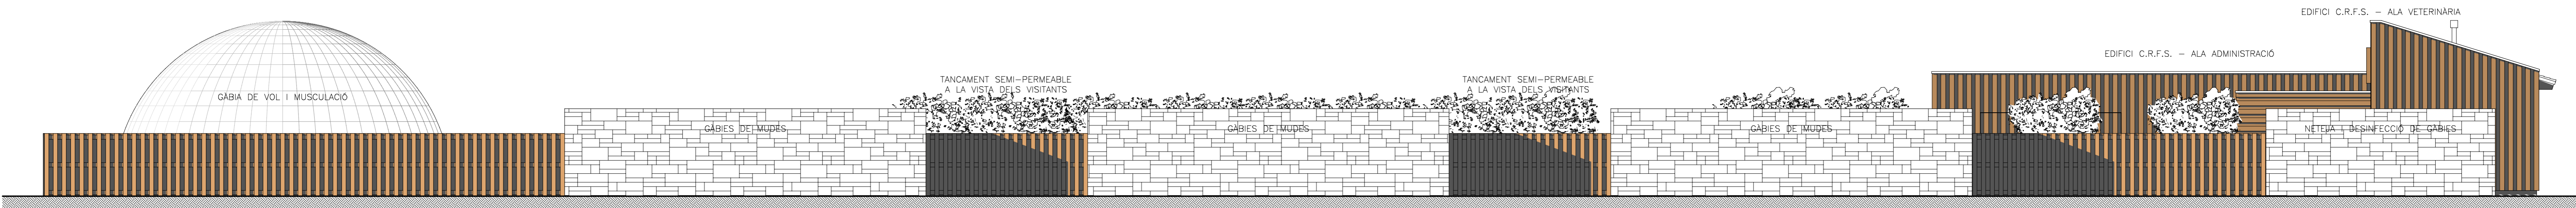 EDIFICI C.R.F.S. – ALA VETERINÀRIA
EDIFICI C.R.F.S. – ALA ADMINISTRACIÓ
TANCAMENT SEMI–PERMEABLE
A LA VISTA DELS VISITANTS
TANCAMENT SEMI–PERMEABLE
A LA VISTA DELS VISITANTS
GÀBIA DE VOL I MUSCULACIÓ
GÀBIES DE MUDES
GÀBIES DE MUDES
GÀBIES DE MUDES
NETEJA I DESINFECCIÓ DE GÀBIES